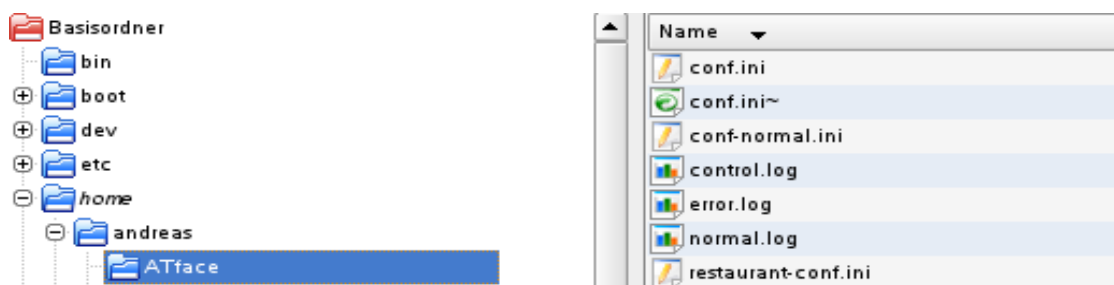 Basisordner
bin
boot
dev
etc
home
andreas
ATface
Name
conf.ini
conf.ini~
conf-normal.ini
control.log
error.log
normal.log
restaurant-conf.ini